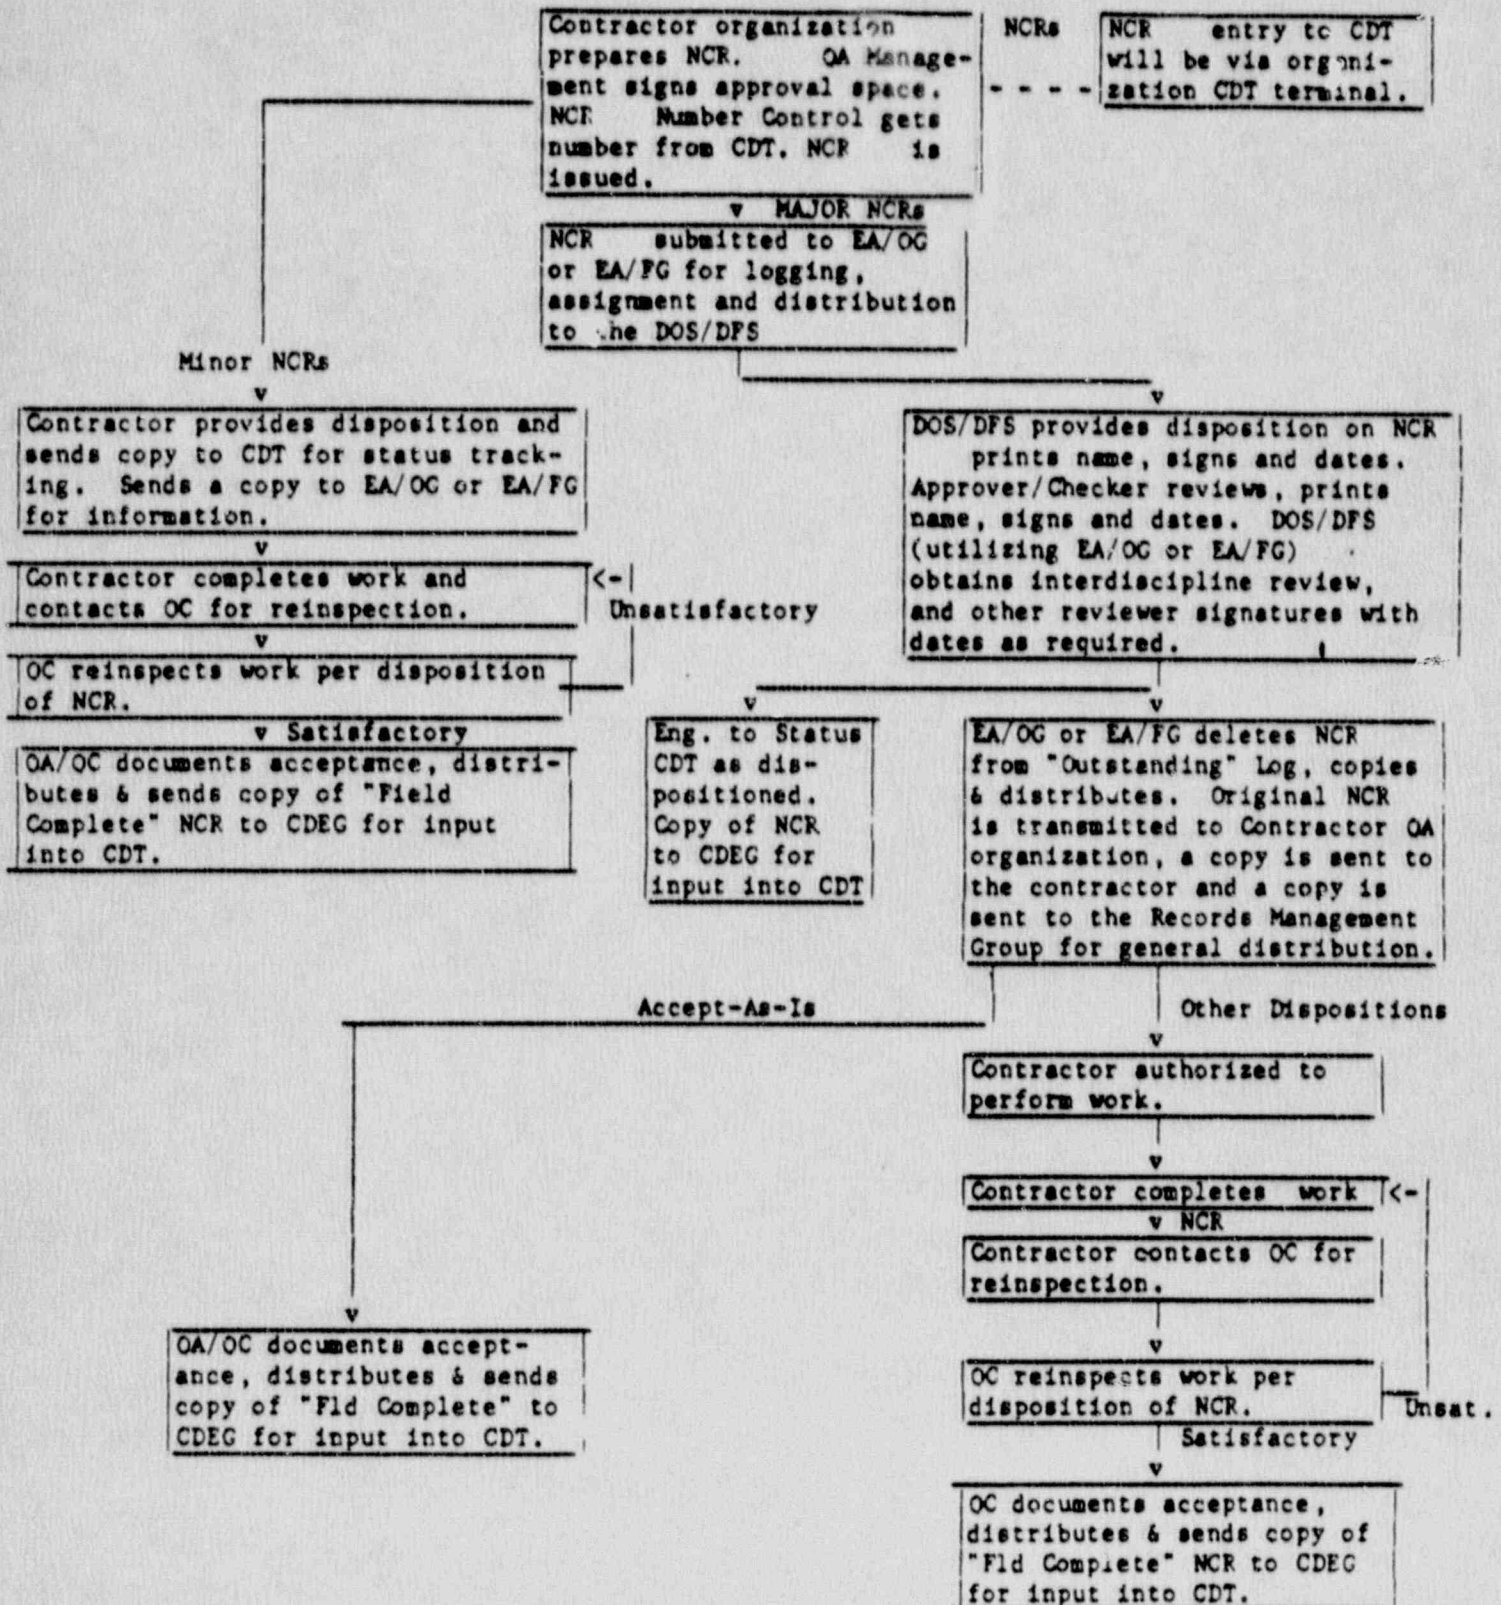 Contractor organization
prepares NCR. QA Manage-
ment signs approval space.
NCR Number Control gets
number from CDT. NCR is
issued.
NCRs
NCR entry to CDT
will be via organi-
zation CDT terminal.
v MAJOR NCRs
NCR submitted to EA/OG
or EA/FG for logging,
assignment and distribution
to the DOS/DFS
Minor NCRs
v
Contractor provides disposition and
sends copy to CDT for status track-
ing. Sends a copy to EA/OG or EA/FG
for information.
v
Contractor completes work and
contacts QC for reinspection.
<-
Unsatisfactory
v
QC reinspects work per disposition
of NCR.
v Satisfactory
QA/QC documents acceptance, distri-
butes & sends copy of "Field
Complete" NCR to CDEG for input
into CDT.
v
DOS/DFS provides disposition on NCR
prints name, signs and dates.
Approver/Checker reviews, prints
name, signs and dates. DOS/DFS
(utilizing EA/OG or EA/FG)
obtains interdiscipline review,
and other reviewer signatures with
dates as required.
v
Eng. to Status
CDT as dis-
positioned.
Copy of NCR
to CDEG for
input into CDT
v
EA/OG or EA/FG deletes NCR
from "Outstanding" Log, copies
& distributes. Original NCR
is transmitted to Contractor QA
organization, a copy is sent to
the contractor and a copy is
sent to the Records Management
Group for general distribution.
Accept-As-Is
Other Dispositions
v
Contractor authorized to
perform work.
v
Contractor completes work
<-
v NCR
Contractor contacts QC for
reinspection.
v
QC reinspects work per
disposition of NCR.
Unsat.
Satisfactory
v
QC documents acceptance,
distributes & sends copy of
"Fld Complete" NCR to CDEG
for input into CDT.
v
QA/QC documents accept-
ance, distributes & sends
copy of "Fld Complete" to
CDEG for input into CDT.